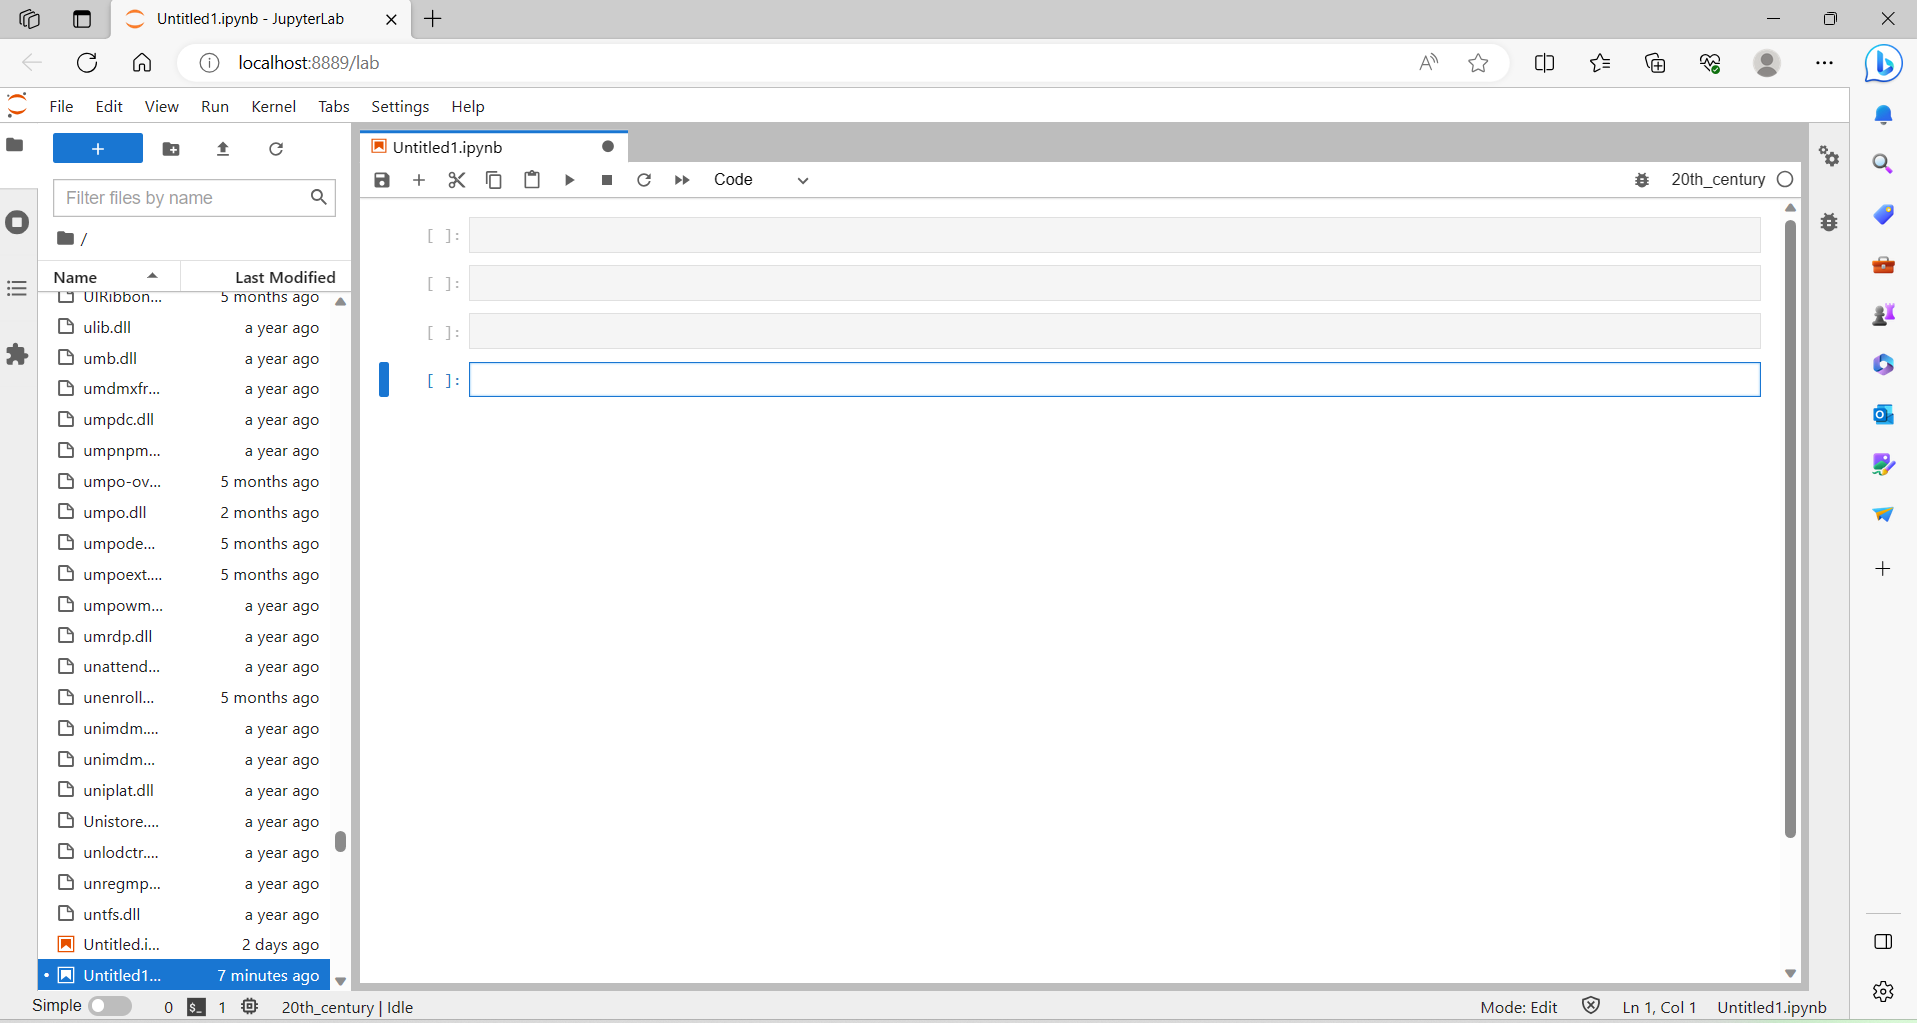 Untitled1.ipynb - JupyterLab
localhost:8889/lab
File Edit View Run Kernel Tabs Settings Help
Untitled1.ipynb
Code
20th_century
Filter files by name
/
Name Last Modified
UIRibbon... 5 months ago
ulib.dll a year ago
umb.dll a year ago
umdmxfr... a year ago
umpdc.dll a year ago
umpnpm... a year ago
umpo-ov... 5 months ago
umpo.dll 2 months ago
umpode... 5 months ago
umpoext.... 5 months ago
umpowm... a year ago
umrdp.dll a year ago
unattend... a year ago
unenroll... 5 months ago
unimdm.... a year ago
unimdm... a year ago
uniplat.dll a year ago
Unistore.... a year ago
unlodctr.... a year ago
unregmp... a year ago
untfs.dll a year ago
Untitled.i... 2 days ago
Untitled1... 7 minutes ago
[ ]:
[ ]:
[ ]:
[ ]:
Simple 0 $_ 1 20th_century | Idle
Mode: Edit Ln 1, Col 1 Untitled1.ipynb